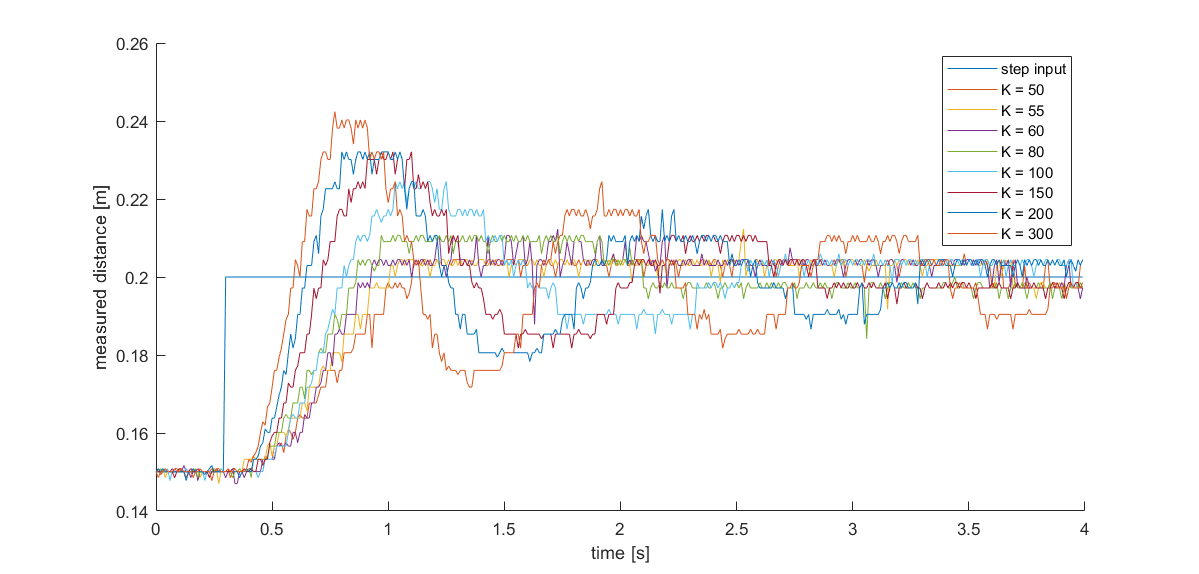 0.26
0.24
0.22
0.2
0.18
0.16
0.14
measured distance [m]
0
0.5
1
1.5
2
2.5
3
3.5
4
time [s]
step input
K = 50
K = 55
K = 60
K = 80
K = 100
K = 150
K = 200
K = 300